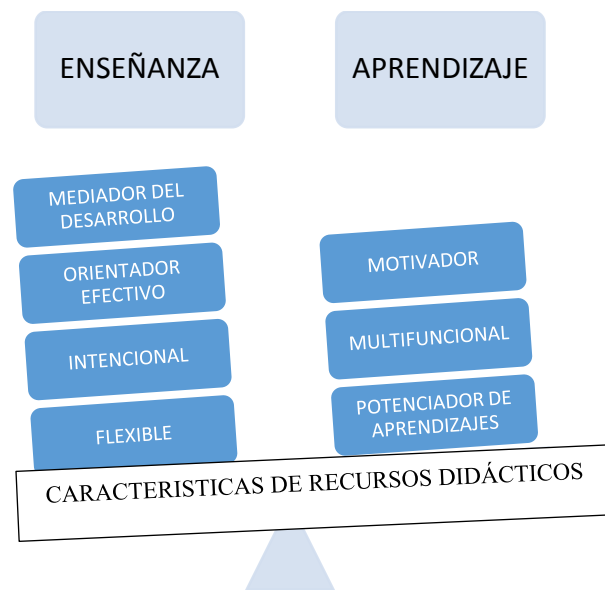 ENSEÑANZA
APRENDIZAJE
MEDIADOR DEL
DESARROLLO
ORIENTADOR
EFECTIVO
INTENCIONAL
FLEXIBLE
MOTIVADOR
MULTIFUNCIONAL
POTENCIADOR DE
APRENDIZAJES
CARACTERISTICAS DE RECURSOS DIDÁCTICOS